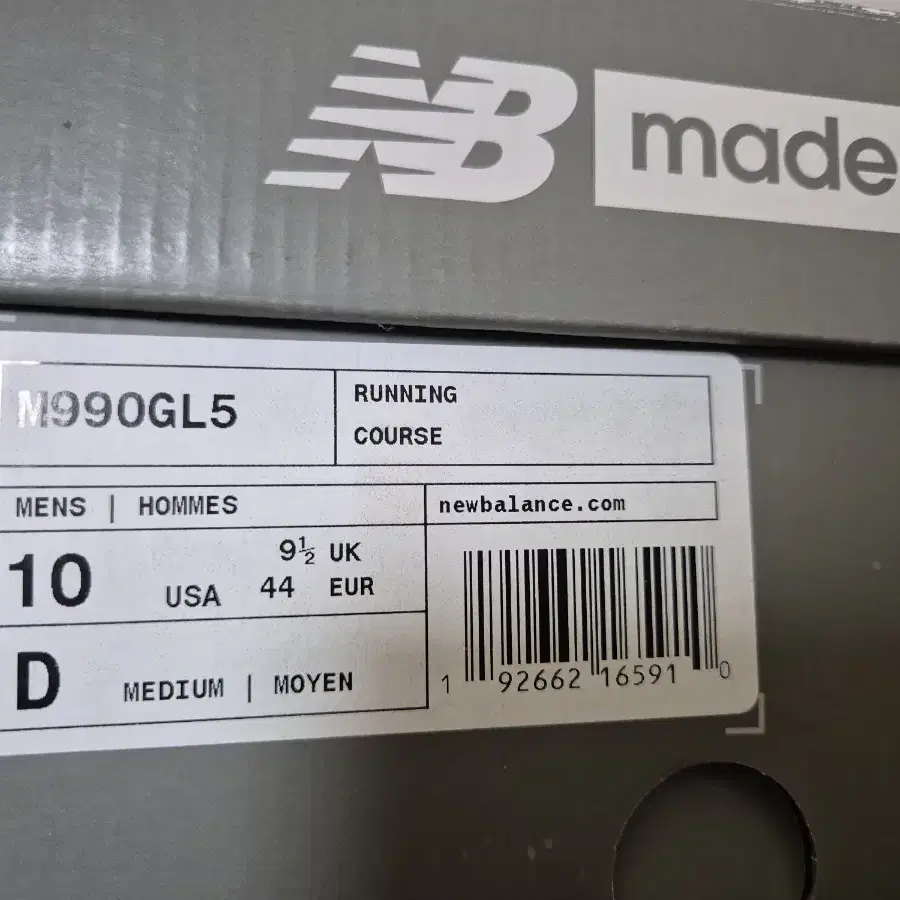 NB made
M990GL5
RUNNING
COURSE
MENS | HOMMES
newbalance.com
10 USA
9½ UK
44 EUR
D MEDIUM | MOYEN
1 92662 16591 0